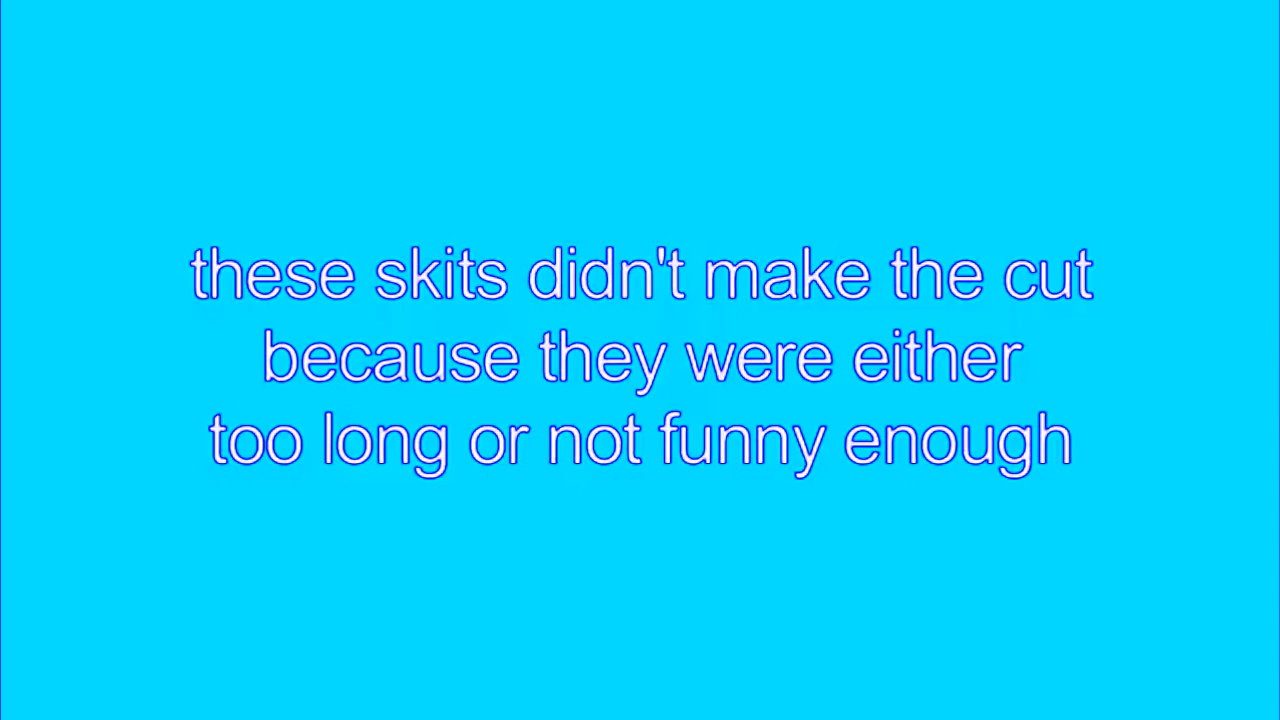 these skits didn't make the cut
because they were either
too long or not funny enough